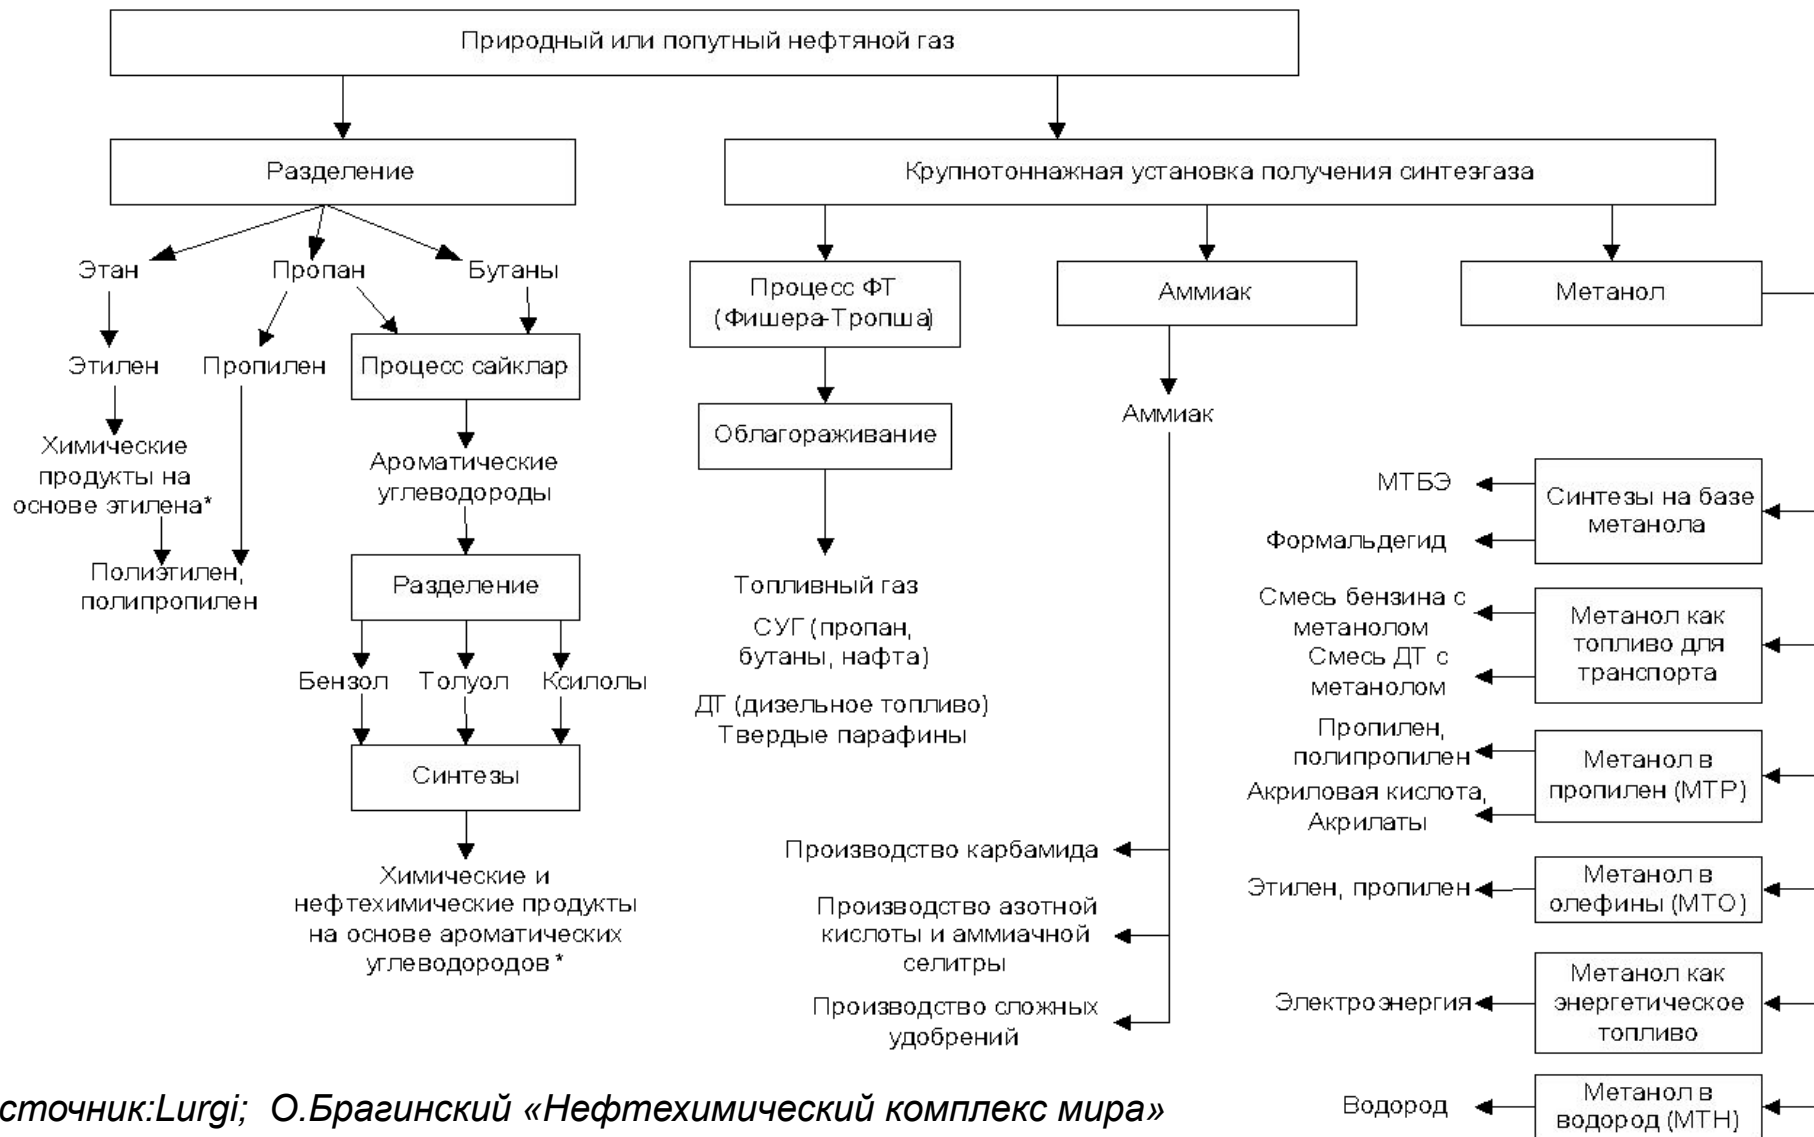 Природный или попутный нефтяной газ
Разделение
Крупнотоннажная установка получения синтез-газа
Этан
Пропан
Бутаны
Процесс ФТ
(Фишера-Тропша)
Аммиак
Метанол
Этилен
Пропилен
Процесс сайклар
Облагораживание
Аммиак
Химические
продукты на
основе этилена*
Ароматические
углеводороды
МТБЭ
Формальдегид
Синтезы на базе
метанола
Полиэтилен,
полипропилен
Разделение
Топливный газ
СУГ (пропан,
бутаны, нафта)
ДТ (дизельное топливо)
Твердые парафины
Смесь бензина с
метанолом
Смесь ДТ с
метанолом
Метанол как
топливо для
транспорта
Бензол
Толуол
Ксилолы
Синтезы
Пропилен,
полипропилен
Акриловая кислота,
Акрилаты
Метанол в
пропилен (МТР)
Химические и
нефтехимические продукты
на основе ароматических
углеводородов*
Производство карбамида
Производство азотной
кислоты и аммиачной
селитры
Производство сложных
удобрений
Этилен, пропилен
Метанол в
олефины (МТО)
Электроэнергия
Метанол как
энергетическое
топливо
Водород
Метанол в
водород (МТН)
сточник:Lurgi; О.Брагинский «Нефтехимический комплекс мира»